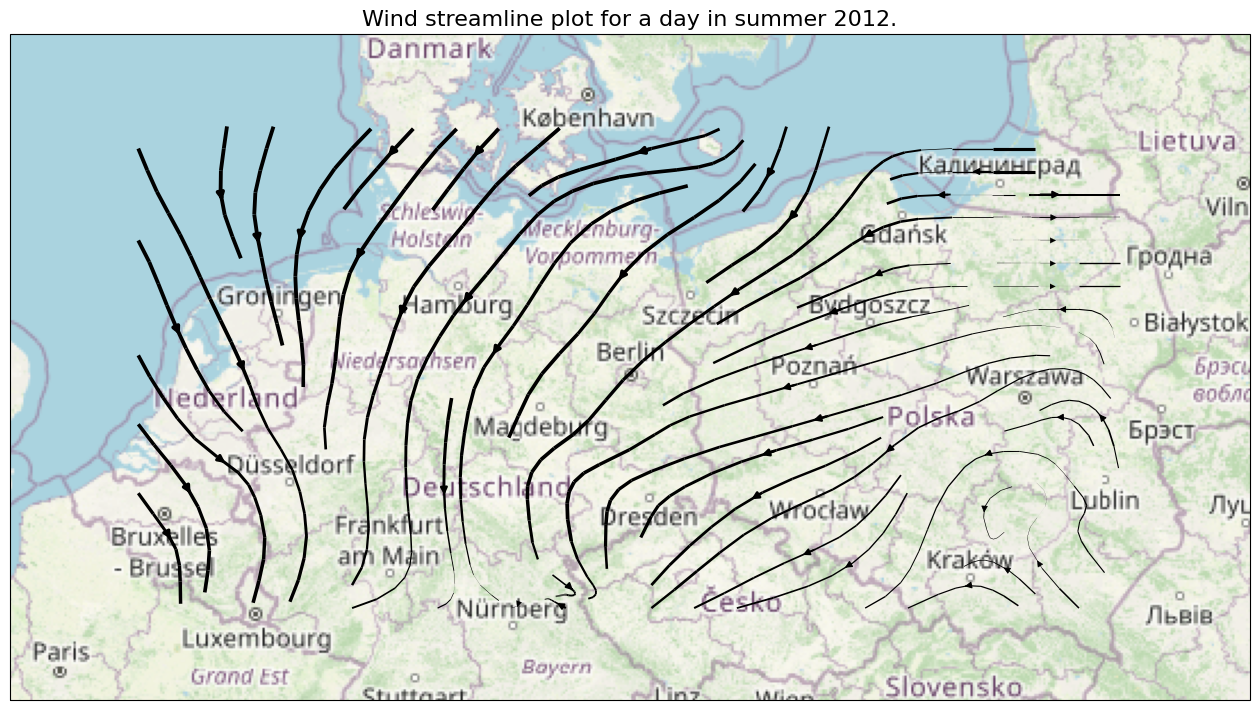 Wind streamline plot for a day in summer 2012.
Danmark
København
Lietuva
Калининград
Viln
Schleswig-
Holstein
Mecklenburg-
Vorpommern
Gdańsk
Гродна
Groningen
Hamburg
Szczecin
Bydgoszcz
Białystok
Niedersachsen
Berlin
Poznań
Warszawa
Брэсц
вобла
Nederland
Magdeburg
Polska
Брэст
Düsseldorf
Deutschland
Lublin
Луц
Bruxelles
- Brussel
Frankfurt
am Main
Dresden
Wrocław
Kraków
Nürnberg
Česko
Львів
Luxembourg
Paris
Grand Est
Bayern
Stuttgart
Linz
Wien
Slovensko